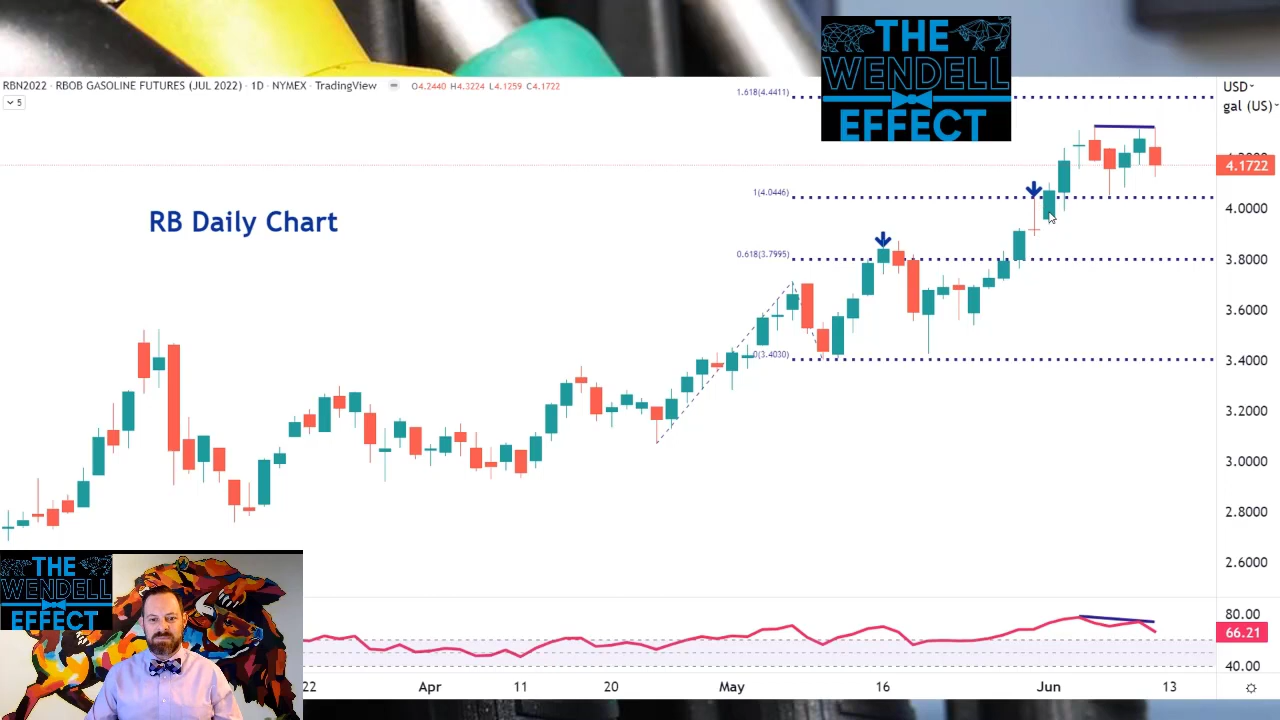 THE
WENDELL
EFFECT
RBN2022 · RBOB GASOLINE FUTURES (JUL 2022) · 1D · NYMEX · TradingView O4.2440 H4.3224 L4.1259 C4.1722
5
USD
gal (US)
1.618(4.4411)
4.1722
1(4.0446)
4.0000
RB Daily Chart
0.618(3.7995)
3.8000
3.6000
0(3.4030)
3.4000
3.2000
3.0000
2.8000
2.6000
THE
WENDELL
EFFECT
80.00
66.21
40.00
22 Apr 11 20 May 16 Jun 13